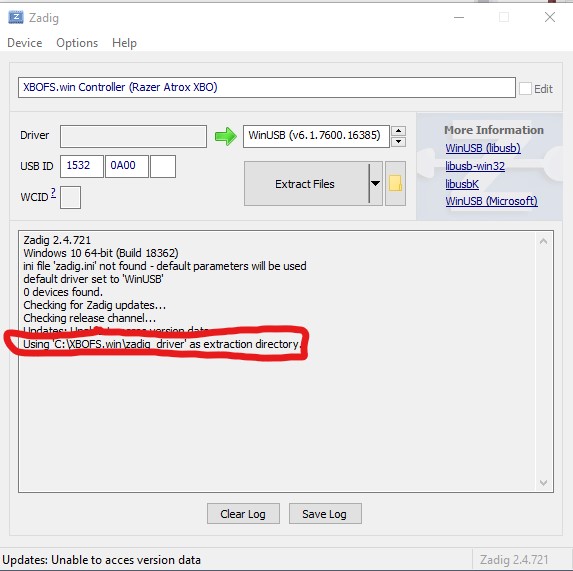 Zadig
Device Options Help
XBOFS.win Controller (Razer Atrox XBO)
Edit
Driver
WinUSB (v6.1.7600.16385)
USB ID 1532 0A00
WCID ?
Extract Files
More Information
WinUSB (libusb)
libusb-win32
libusbK
WinUSB (Microsoft)
Zadig 2.4.721
Windows 10 64-bit (Build 18362)
ini file 'zadig.ini' not found - default parameters will be used
default driver set to 'WinUSB'
0 devices found.
Checking for Zadig updates...
Checking release channel...
Updates: Unable to acces version data
Using 'C:\XBOFS.win\zadig_driver' as extraction directory.
Clear Log Save Log
Updates: Unable to acces version data
Zadig 2.4.721